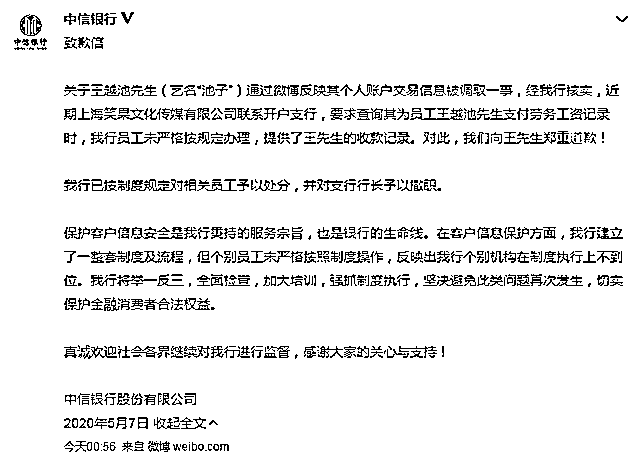 中信银行
中信银行
致歉信
关于王越池先生（艺名“池子”）通过微博反映其个人账户交易信息被调取一事，经我行核实，近
期上海笑果文化传媒有限公司联系开户支行，要求查询其为员工王越池先生支付劳务工资记录
时，我行员工未严格按规定办理，提供了王先生的收款记录。对此，我们向王先生郑重道歉！
我行已按制度规定对相关员工予以处分，并对支行行长予以撤职。
保护客户信息安全是我行秉持的服务宗旨，也是银行的生命线。在客户信息保护方面，我行建立
了一整套制度及流程，但个别员工未严格按照制度操作，反映出我行个别机构在制度执行上不到
位。我行将举一反三，全面检查，加大培训，强抓制度执行，坚决避免此类问题再次发生，切实
保护金融消费者合法权益。
真诚欢迎社会各界继续对我行进行监督，感谢大家的关心与支持！
中信银行股份有限公司
2020年5月7日 收起全文
今天00:56 来自 微博 weibo.com